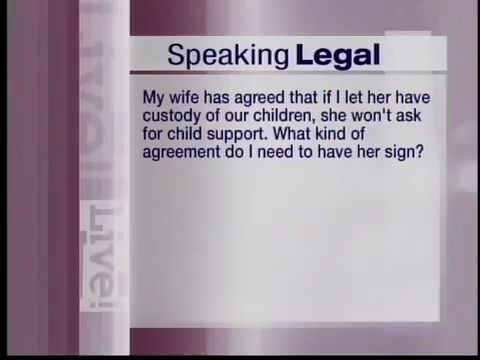 Speaking Legal
My wife has agreed that if I let her have
custody of our children, she won't ask
for child support. What kind of
agreement do I need to have her sign?
Live!